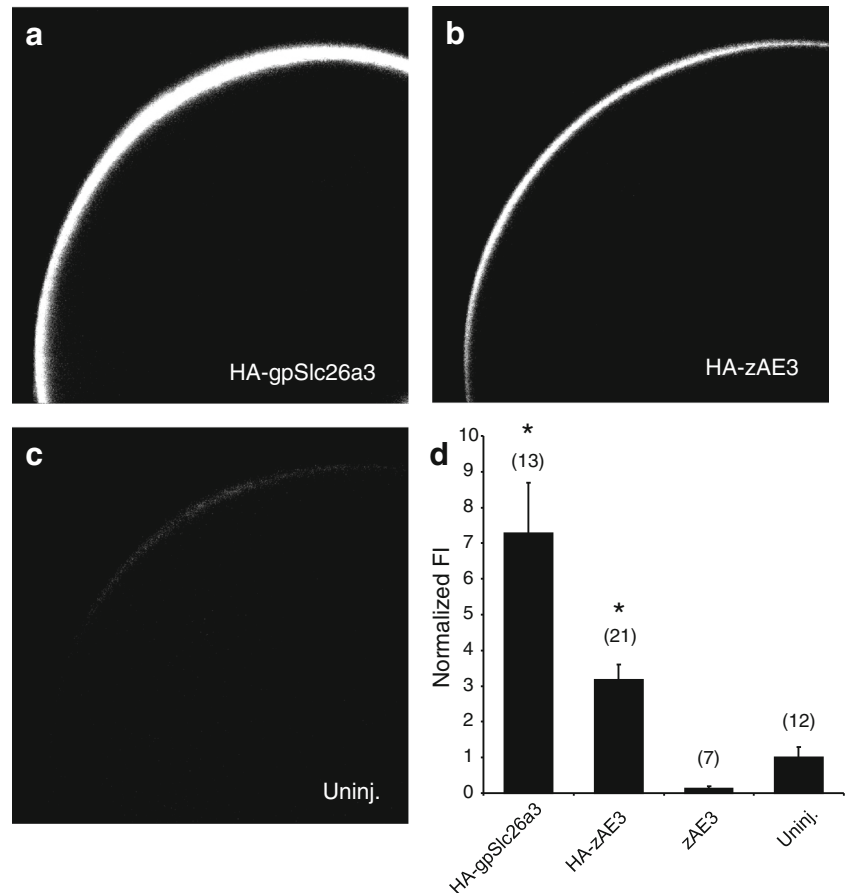 a
HA-gpSlc26a3
b
HA-zAE3
c
Uninj.
d
Normalized FI
10
9
8
7
6
5
4
3
2
1
0
*
(13)
*
(21)
(7)
(12)
HA-gpSlc26a3
HA-zAE3
zAE3
Uninj.